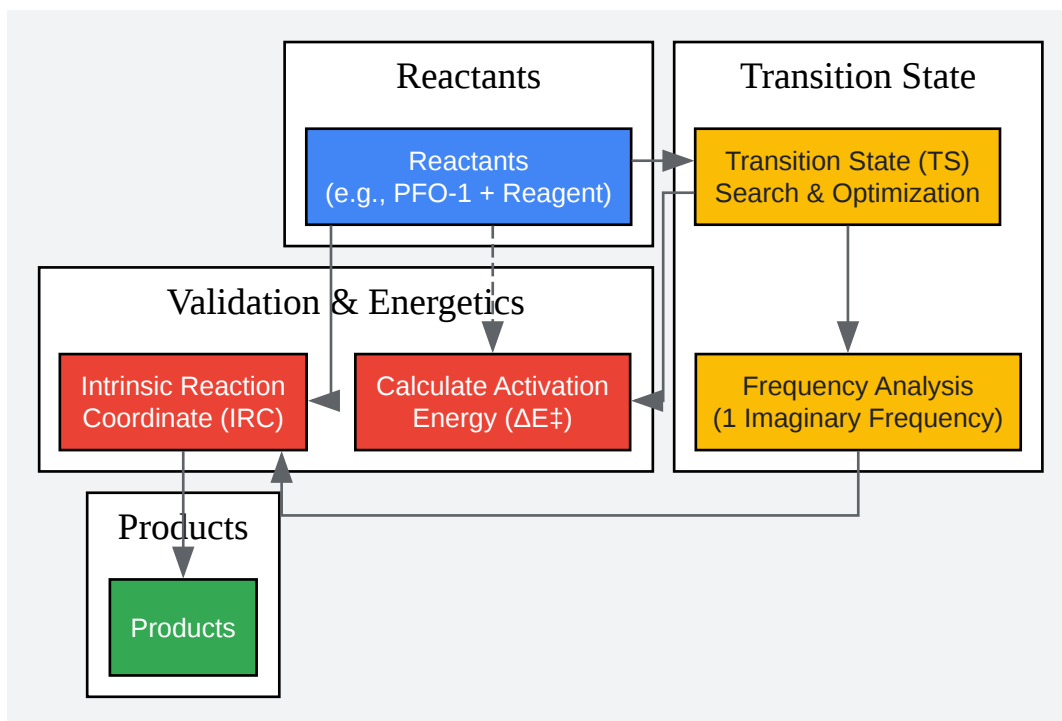 Reactants
Transition State
Reactants
(e.g., PFO-1 + Reagent)
Transition State (TS)
Search & Optimization
Validation & Energetics
Intrinsic Reaction
Coordinate (IRC)
Calculate Activation
Energy (ΔE‡)
Frequency Analysis
(1 Imaginary Frequency)
Products
Products